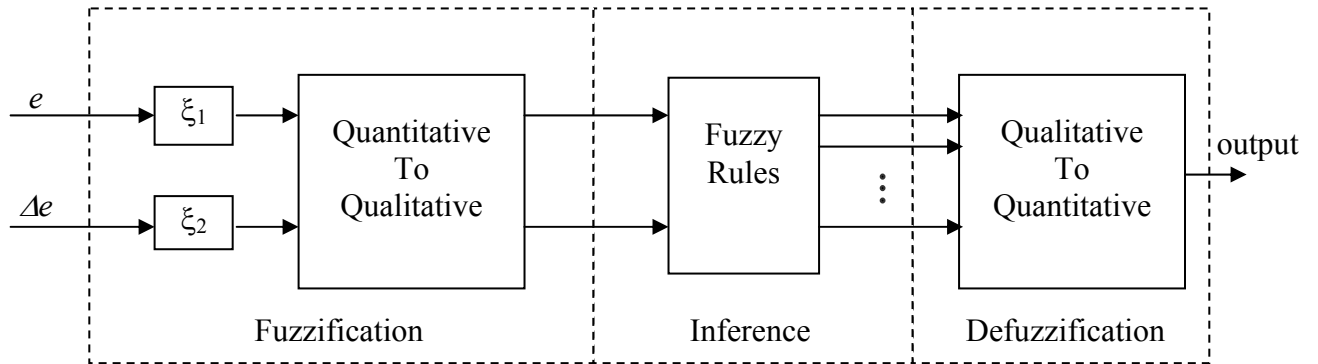 e
ξ1
Δe
ξ2
Quantitative
To
Qualitative
Fuzzy
Rules
Qualitative
To
Quantitative
output
Fuzzification
Inference
Defuzzification